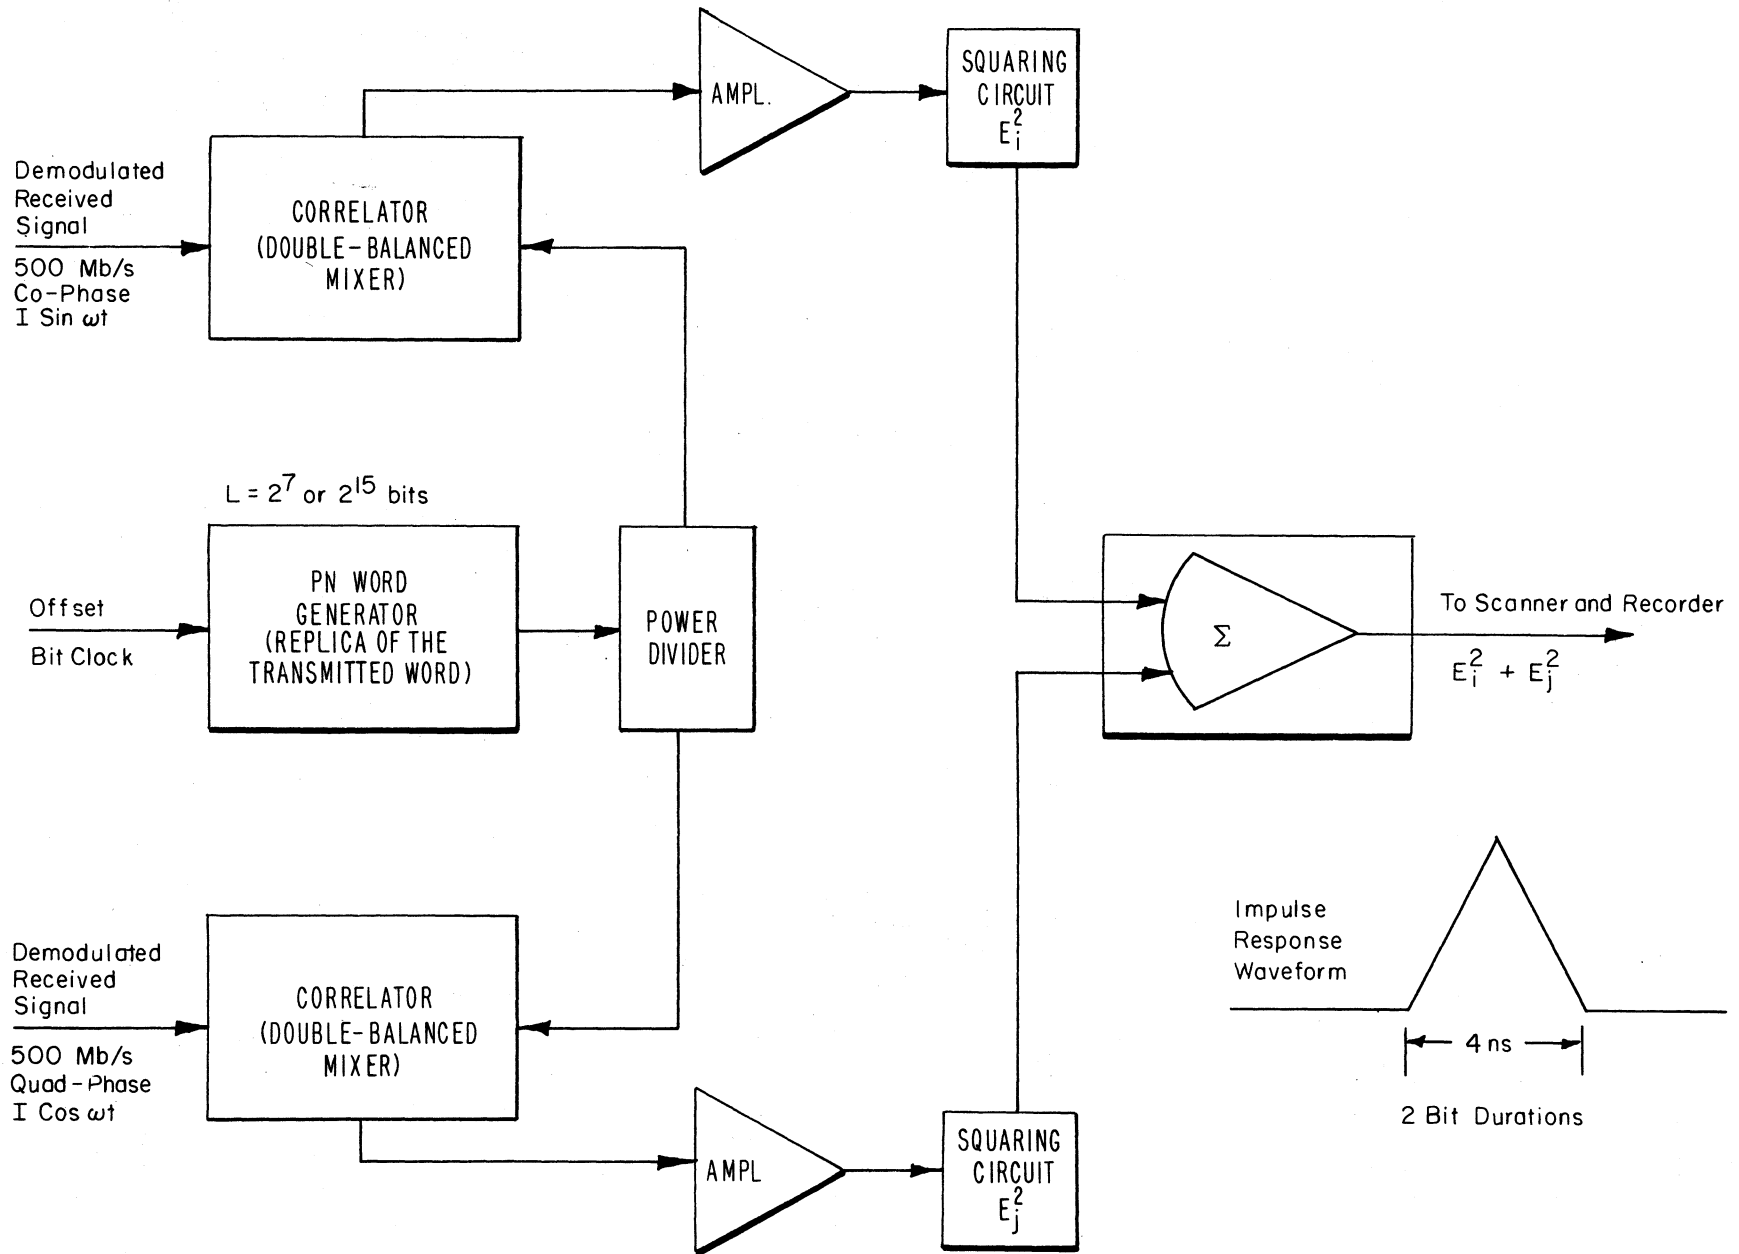 AMPL.
SQUARING
CIRCUIT
E_i^2
Demodulated
Received
Signal
500 Mb/s
Co-Phase
I Sin ωt
CORRELATOR
(DOUBLE-BALANCED
MIXER)
L = 2^7 or 2^15 bits
Offset
Bit Clock
PN WORD
GENERATOR
(REPLICA OF THE
TRANSMITTED WORD)
POWER
DIVIDER
Σ
To Scanner and Recorder
E_i^2 + E_j^2
Impulse
Response
Waveform
4 ns
2 Bit Durations
Demodulated
Received
Signal
500 Mb/s
Quad-Phase
I Cos ωt
CORRELATOR
(DOUBLE-BALANCED
MIXER)
AMPL
SQUARING
CIRCUIT
E_j^2